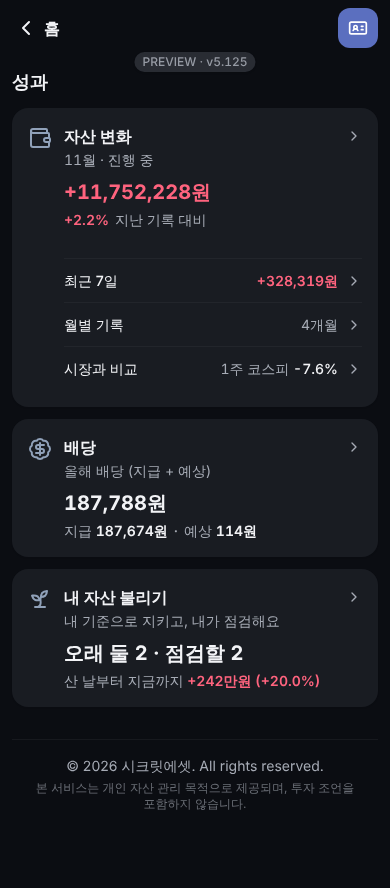 홈
PREVIEW · v5.125
성과
자산 변화
11월 · 진행 중
+11,752,228원
+2.2% 지난 기록 대비
최근 7일 +328,319원
월별 기록 4개월
시장과 비교 1주 코스피 -7.6%
배당
올해 배당 (지급 + 예상)
187,788원
지급 187,674원 · 예상 114원
내 자산 불리기
내 기준으로 지키고, 내가 점검해요
오래 둘 2 · 점검할 2
산 날부터 지금까지 +242만원 (+20.0%)
© 2026 시크릿에셋. All rights reserved.
본 서비스는 개인 자산 관리 목적으로 제공되며, 투자 조언을
포함하지 않습니다.